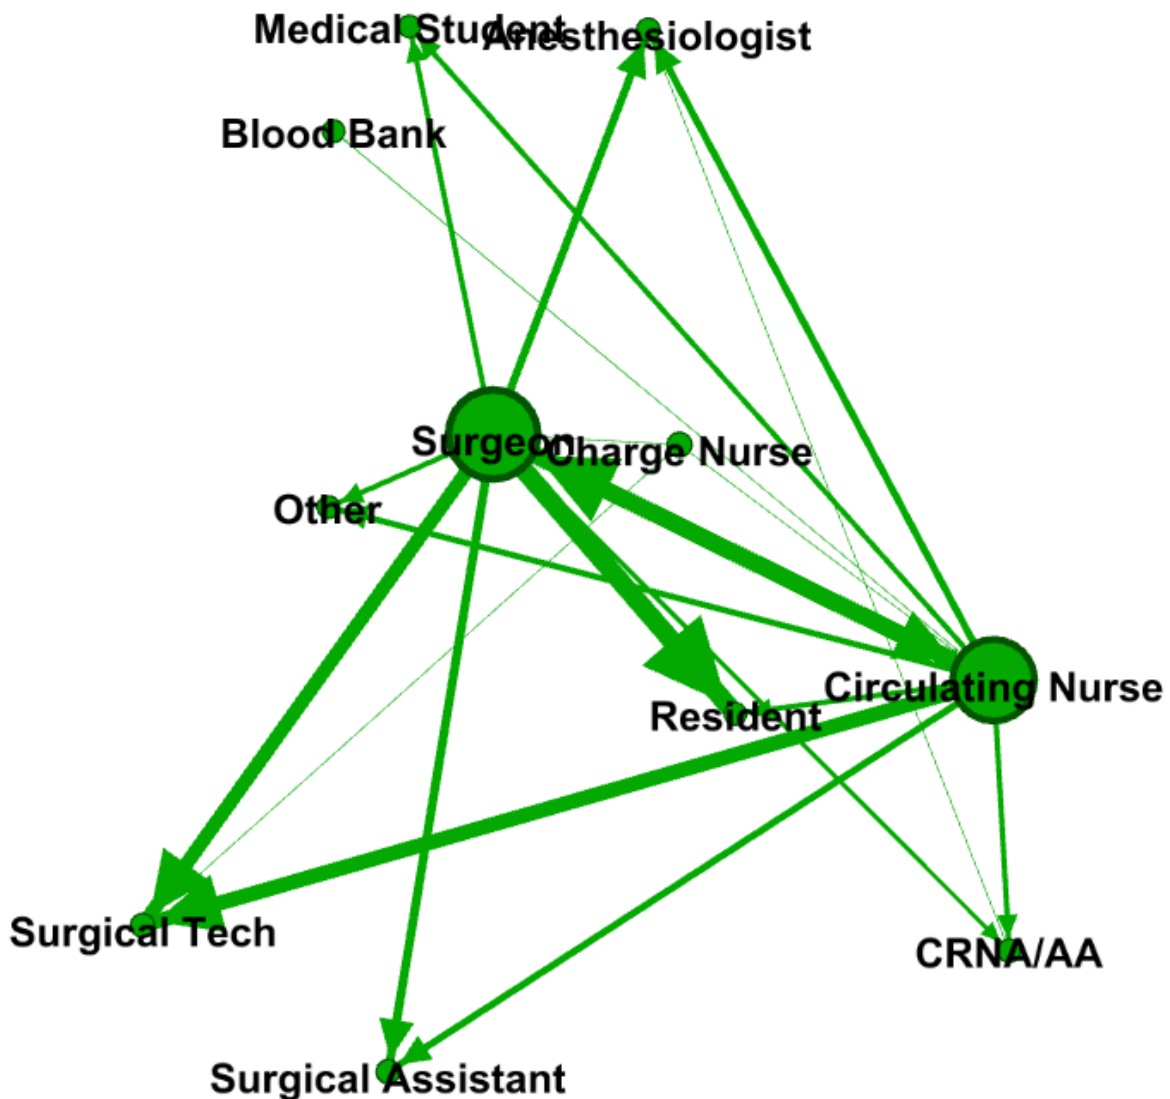 Medical Student
Anesthesiologist
Blood Bank
Surgeon
Charge Nurse
Other
Circulating Nurse
Resident
Surgical Tech
CRNA/AA
Surgical Assistant